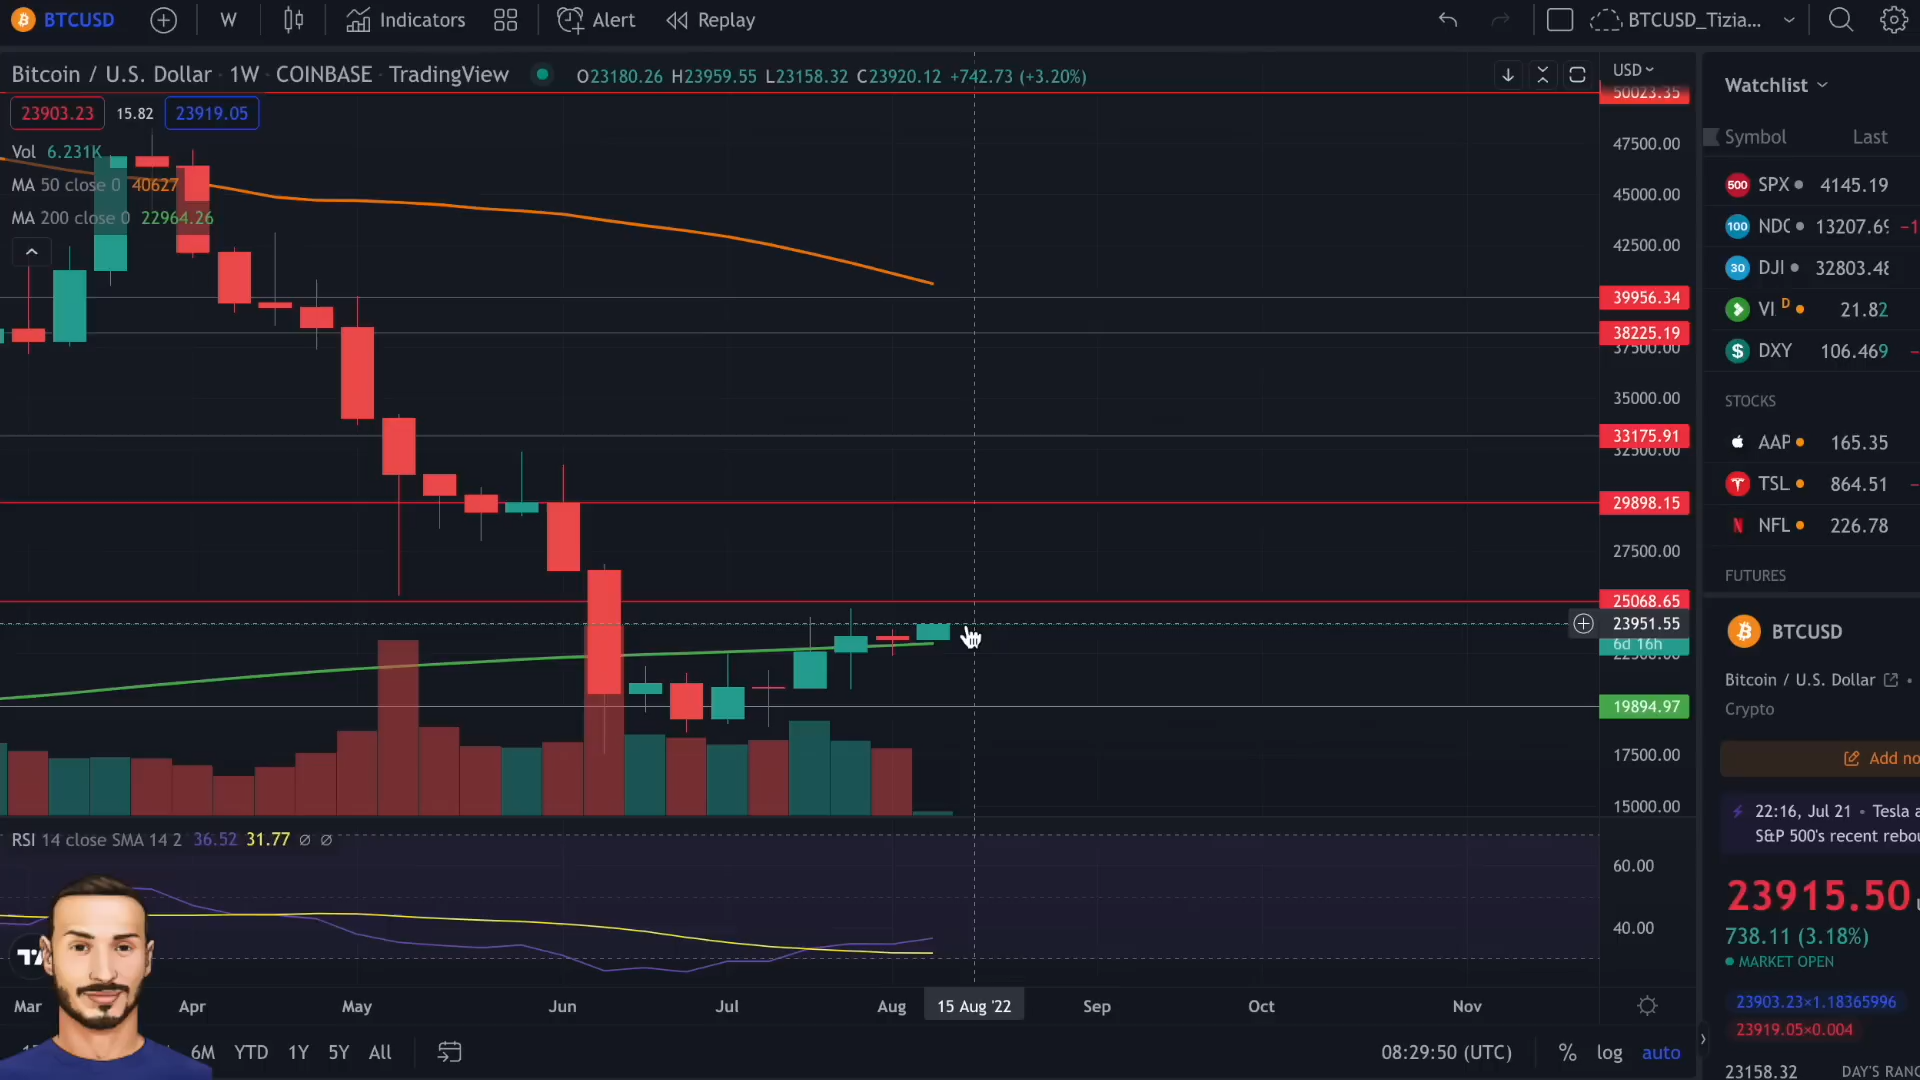 BTCUSD W Indicators Alert Replay BTCUSD_Tizia...
Bitcoin / U.S. Dollar · 1W · COINBASE · TradingView O23180.26 H23959.55 L23158.32 C23920.12 +742.73 (+3.20%)
23903.23 15.82 23919.05
Vol 6.231K
MA 50 close 0 40627
MA 200 close 0 22964.26
USD
50023.35
47500.00
45000.00
42500.00
39956.34
38225.19
37500.00
35000.00
33175.91
32500.00
29898.15
27500.00
25068.65
23951.55
6d 16h
22500.00
19894.97
17500.00
15000.00
RSI 14 close SMA 14 2 36.52 31.77 ∅ ∅
60.00
40.00
Mar Apr May Jun Jul Aug 15 Aug '22 Sep Oct Nov
6M YTD 1Y 5Y All 08:29:50 (UTC) % log auto
Watchlist
Symbol Last
500 SPX 4145.19
100 NDC 13207.69 −1
30 DJI 32803.48
VI D 21.82
$ DXY 106.469 −
STOCKS
AAP 165.35
TSL 864.51 −
NFL 226.78
FUTURES
BTCUSD
Bitcoin / U.S. Dollar
Crypto
Add no
22:16, Jul 21 • Tesla a
S&P 500's recent rebou
23915.50
738.11 (3.18%)
MARKET OPEN
23903.23×1.18365996
23919.05×0.004
23158.32 DAY'S RANG